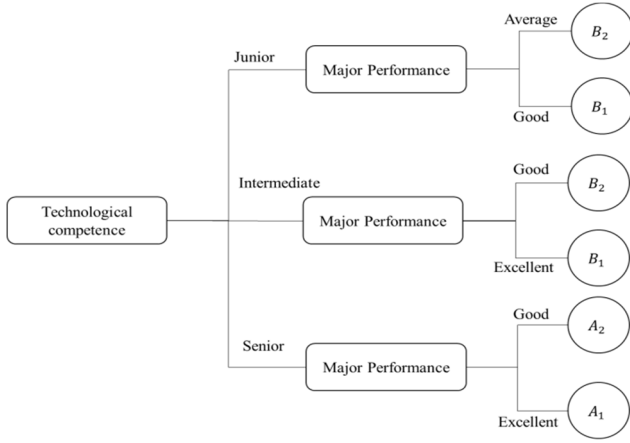 Average
B₂
Junior
Major Performance
Good
B₁
Intermediate
Good
B₂
Technological
competence
Major Performance
Excellent
B₁
Senior
Good
A₂
Major Performance
Excellent
A₁